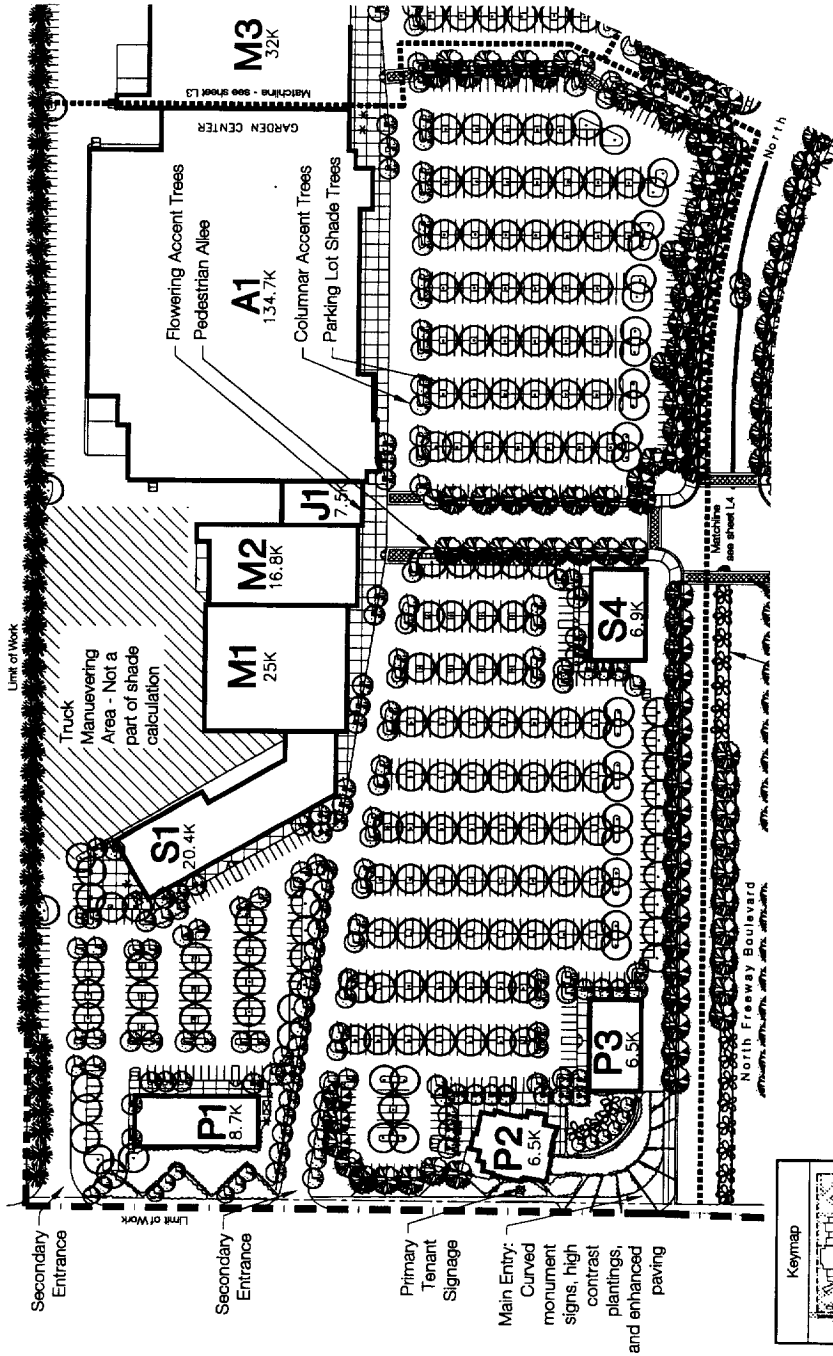 Limit of Work
M3
32K
Matchline - see sheet L3
GARDEN CENTER
A1
134.7K
Flowering Accent Trees
Pedestrian Allee
Columnar Accent Trees
Parking Lot Shade Trees
J1
7.5K
M2
16.8K
M1
25K
Truck
Manuevering
Area - Not a
part of shade
calculation
S1
20.4K
S4
6.9K
Matchline
see sheet L4
North
North Freeway Boulevard
P1
8.7K
P2
6.5K
P3
6.5K
Limit of Work
Secondary
Entrance
Secondary
Entrance
Primary
Tenant
Signage
Main Entry:
Curved
monument
signs, high
contrast
plantings,
and enhanced
paving
Keymap